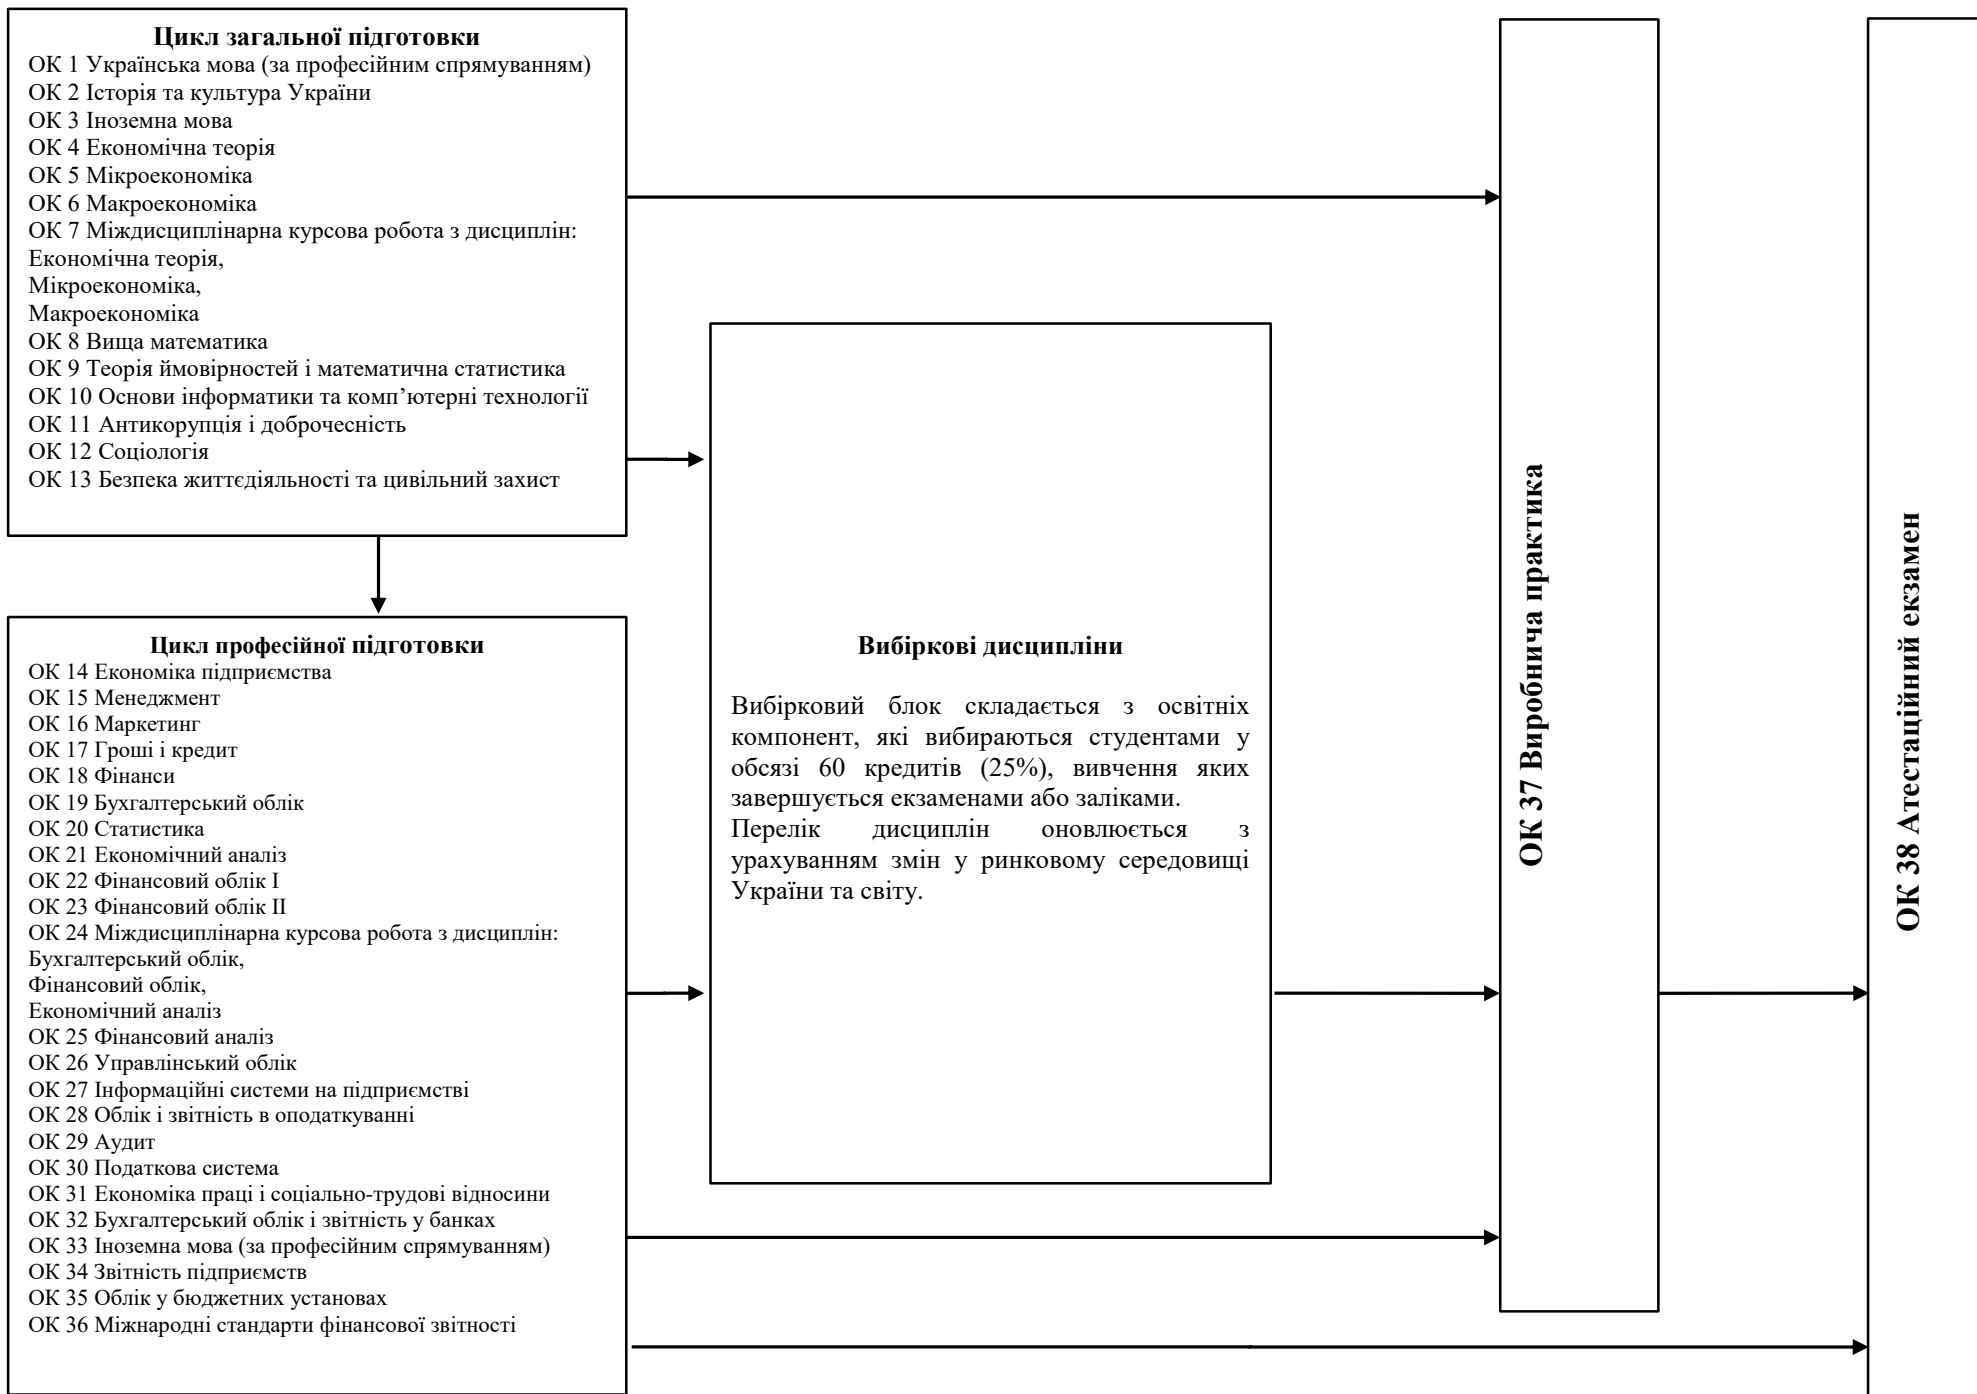 Цикл загальної підготовки
ОК 1 Українська мова (за професійним спрямуванням)
ОК 2 Історія та культура України
ОК 3 Іноземна мова
ОК 4 Економічна теорія
ОК 5 Мікроекономіка
ОК 6 Макроекономіка
ОК 7 Міждисциплінарна курсова робота з дисциплін:
Економічна теорія,
Мікроекономіка,
Макроекономіка
ОК 8 Вища математика
ОК 9 Теорія ймовірностей і математична статистика
ОК 10 Основи інформатики та комп’ютерні технології
ОК 11 Антикорупція і доброчесність
ОК 12 Соціологія
ОК 13 Безпека життєдіяльності та цивільний захист
Цикл професійної підготовки
ОК 14 Економіка підприємства
ОК 15 Менеджмент
ОК 16 Маркетинг
ОК 17 Гроші і кредит
ОК 18 Фінанси
ОК 19 Бухгалтерський облік
ОК 20 Статистика
ОК 21 Економічний аналіз
ОК 22 Фінансовий облік І
ОК 23 Фінансовий облік ІІ
ОК 24 Міждисциплінарна курсова робота з дисциплін:
Бухгалтерський облік,
Фінансовий облік,
Економічний аналіз
ОК 25 Фінансовий аналіз
ОК 26 Управлінський облік
ОК 27 Інформаційні системи на підприємстві
ОК 28 Облік і звітність в оподаткуванні
ОК 29 Аудит
ОК 30 Податкова система
ОК 31 Економіка праці і соціально-трудові відносини
ОК 32 Бухгалтерський облік і звітність у банках
ОК 33 Іноземна мова (за професійним спрямуванням)
ОК 34 Звітність підприємств
ОК 35 Облік у бюджетних установах
ОК 36 Міжнародні стандарти фінансової звітності
Вибіркові дисципліни
Вибірковий блок складається з освітніх
компонент, які вибираються студентами у
обсязі 60 кредитів (25%), вивчення яких
завершується екзаменами або заліками.
Перелік дисциплін оновлюється з
урахуванням змін у ринковому середовищі
України та світу.
ОК 37 Виробнича практика
ОК 38 Атестаційний екзамен